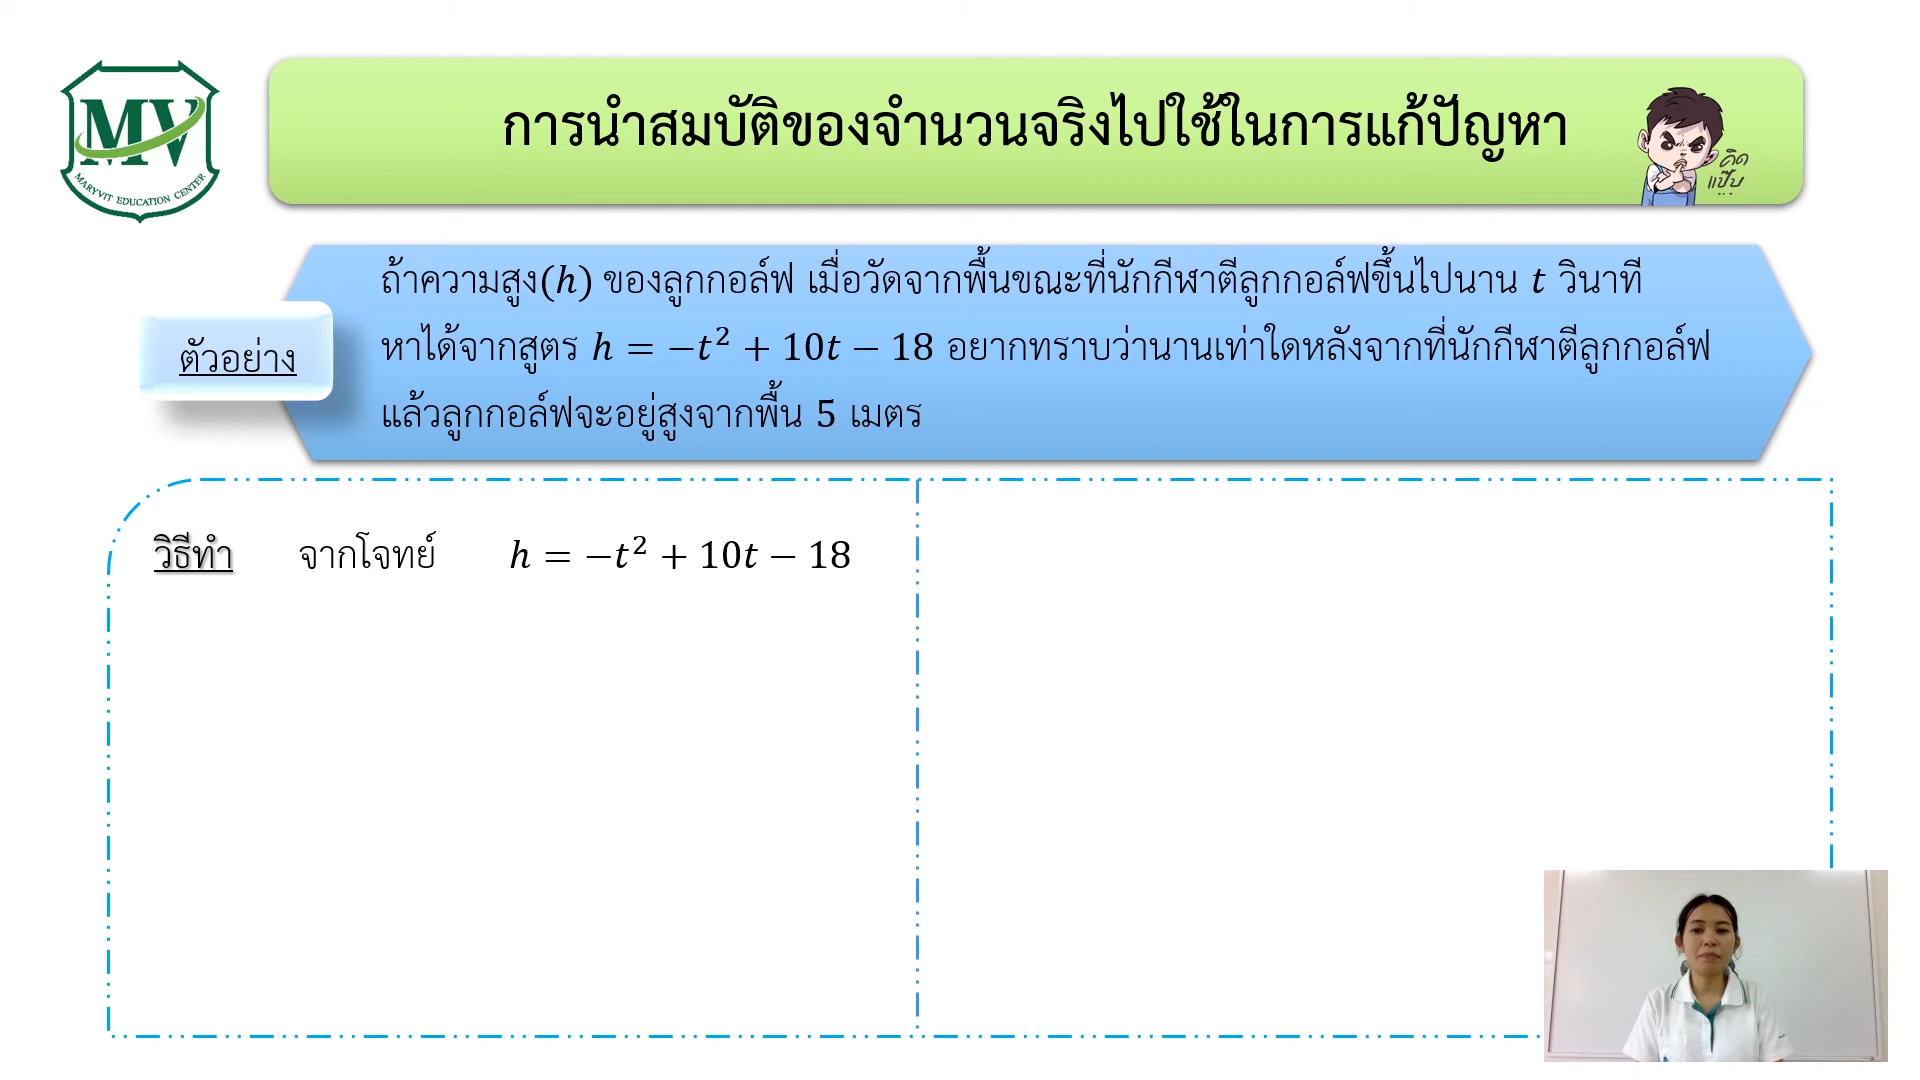 MV
MARYVIT EDUCATION CENTER
การนำสมบัติของจำนวนจริงไปใช้ในการแก้ปัญหา
คิด
แป๊บ
...
ตัวอย่าง
ถ้าความสูง(h) ของลูกกอล์ฟ เมื่อวัดจากพื้นขณะที่นักกีฬาตีลูกกอล์ฟขึ้นไปนาน t วินาที
หาได้จากสูตร h = −t² + 10t − 18 อยากทราบว่านานเท่าใดหลังจากที่นักกีฬาตีลูกกอล์ฟ
แล้วลูกกอล์ฟจะอยู่สูงจากพื้น 5 เมตร
วิธีทำ จากโจทย์ h = −t² + 10t − 18